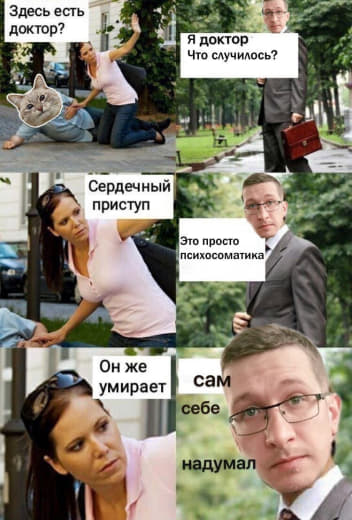 Здесь есть
доктор?
Я доктор
Что случилось?
Сердечный
приступ
Это просто
психосоматика
Он же
умирает
сам
себе
надумал